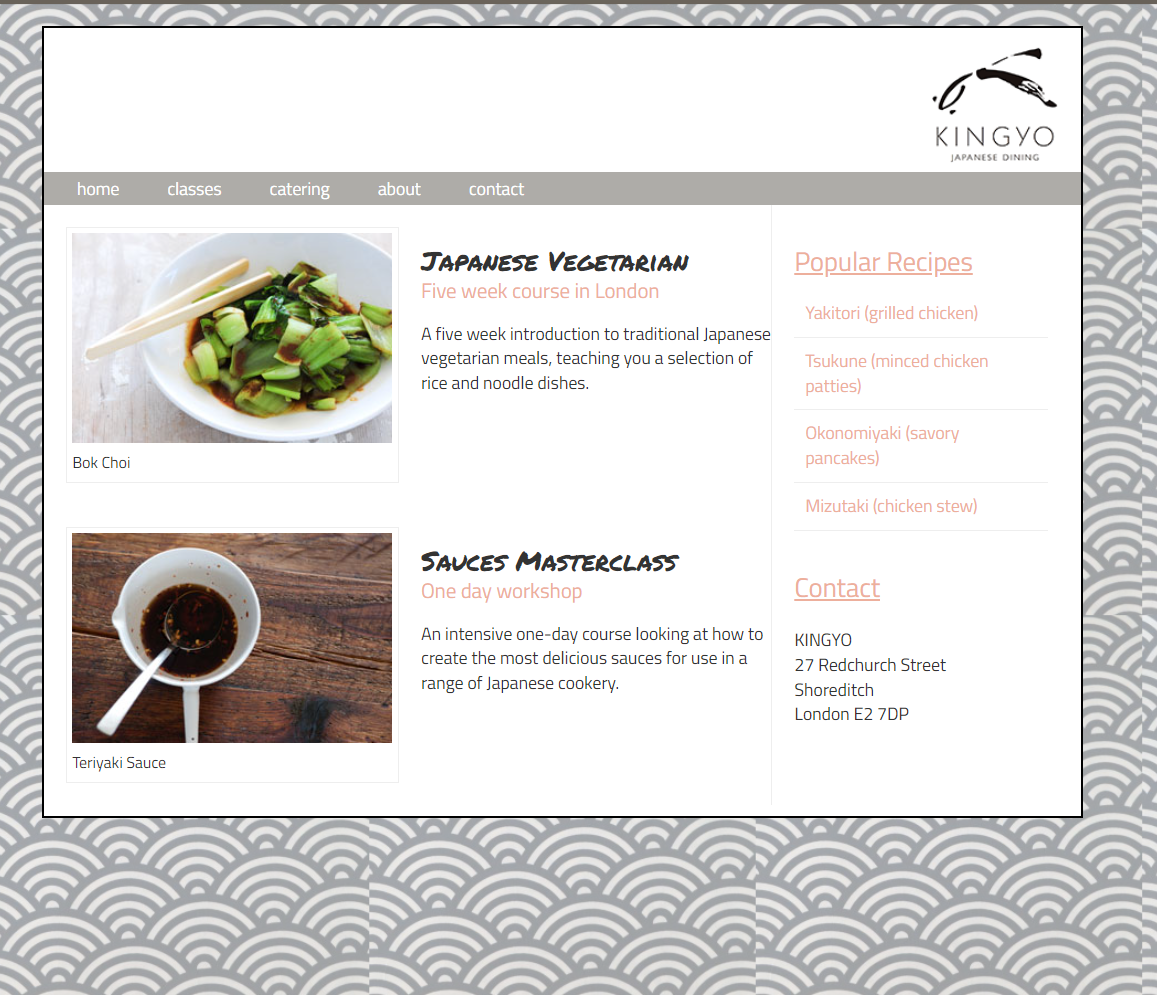 KINGYO
JAPANESE DINING
home classes catering about contact
Bok Choi
Japanese Vegetarian
Five week course in London
A five week introduction to traditional Japanese
vegetarian meals, teaching you a selection of
rice and noodle dishes.
Teriyaki Sauce
Sauces Masterclass
One day workshop
An intensive one-day course looking at how to
create the most delicious sauces for use in a
range of Japanese cookery.
Popular Recipes
Yakitori (grilled chicken)
Tsukune (minced chicken
patties)
Okonomiyaki (savory
pancakes)
Mizutaki (chicken stew)
Contact
KINGYO
27 Redchurch Street
Shoreditch
London E2 7DP